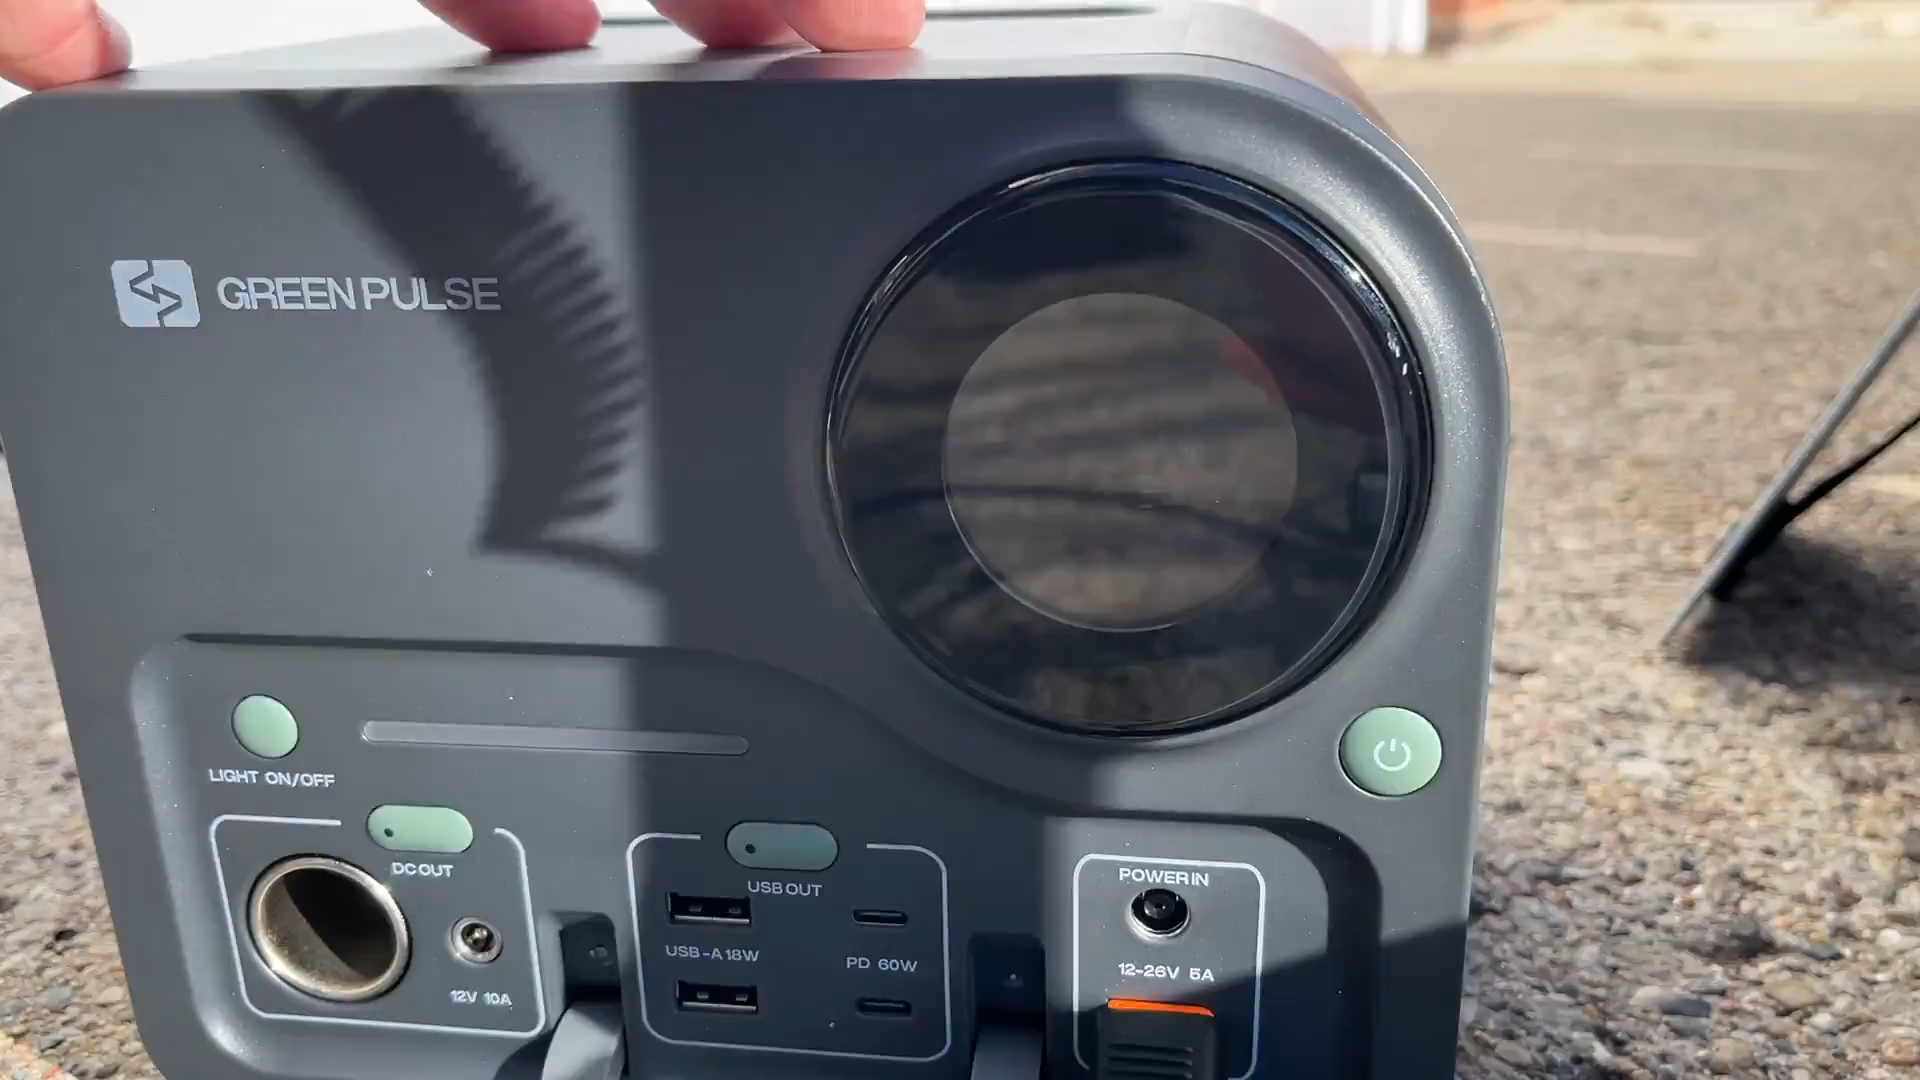 GREEN PULSE
LIGHT ON/OFF
DC OUT
12V 10A
USB OUT
USB-A 18W
PD 60W
POWER IN
12-26V 5A